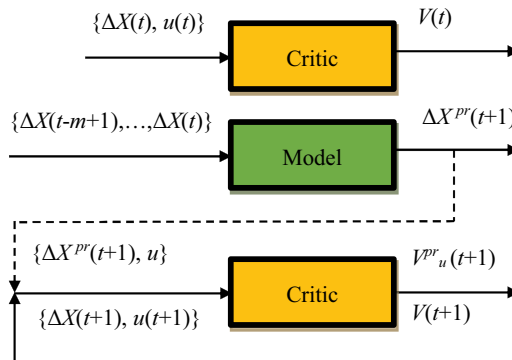 {ΔX(t), u(t)}
V(t)
Critic
{ΔX(t-m+1),…,ΔX(t)}
ΔX^pr(t+1)
Model
{ΔX^pr(t+1), u}
V^pr_u(t+1)
Critic
{ΔX(t+1), u(t+1)}
V(t+1)